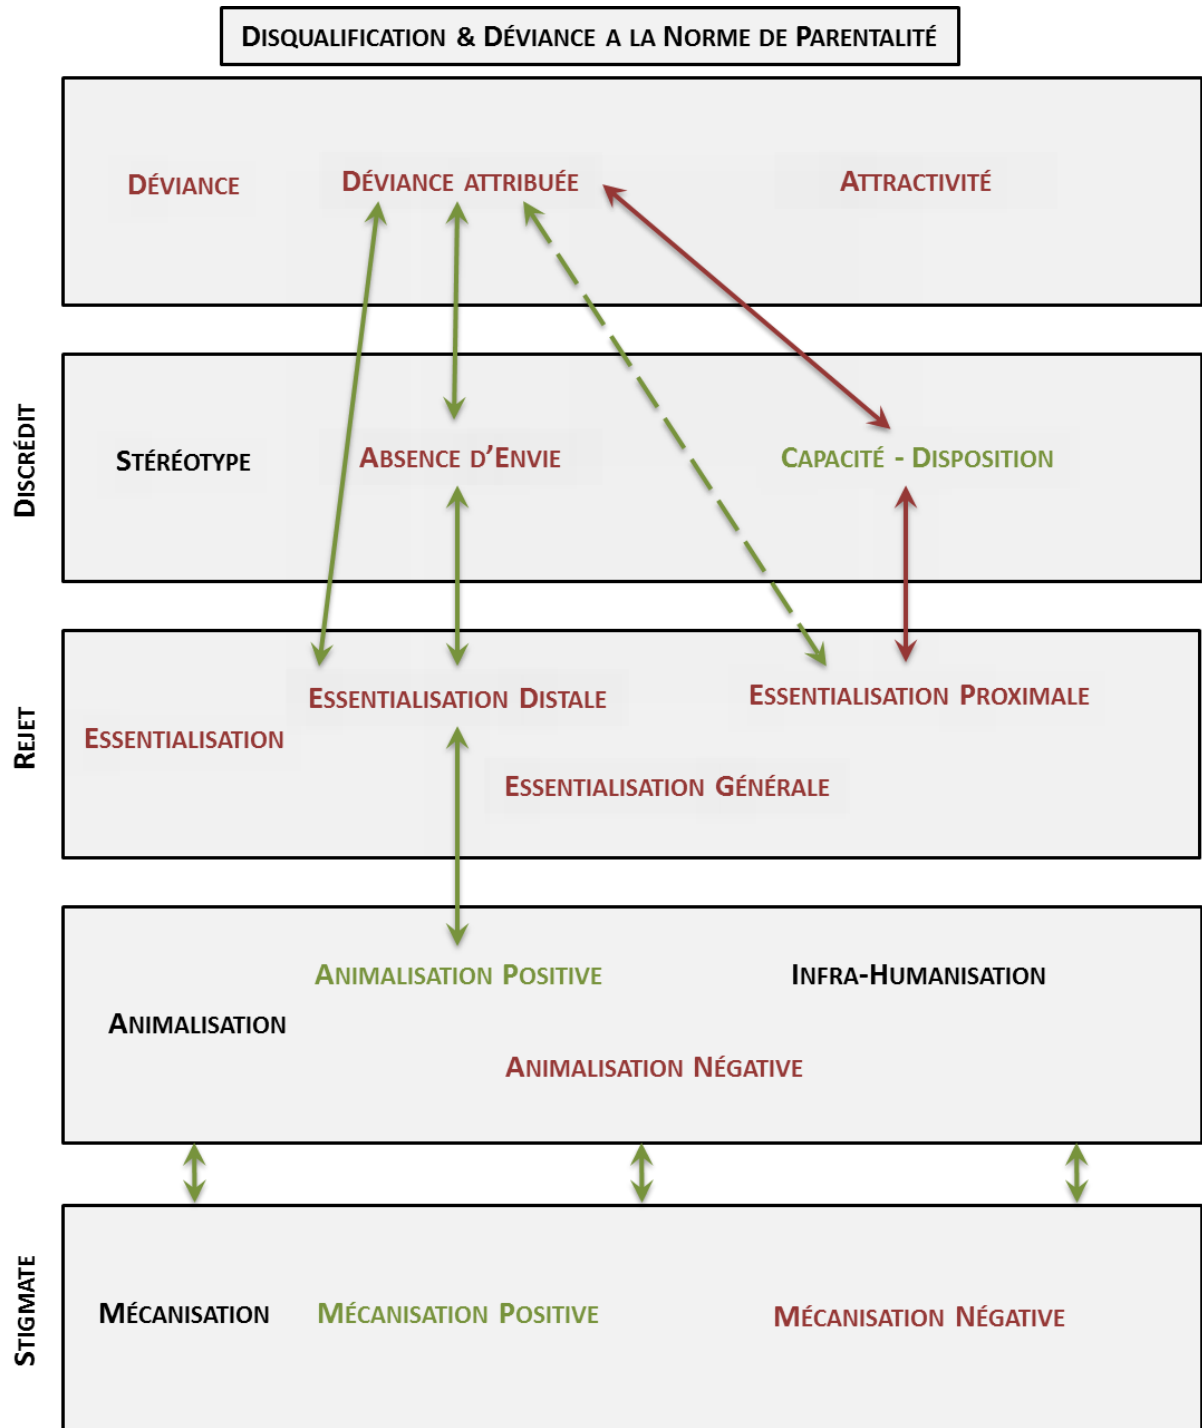 DISQUALIFICATION & DÉVIANCE A LA NORME DE PARENTALITÉ
DÉVIANCE
DÉVIANCE ATTRIBUÉE
ATTRACTIVITÉ
DISCRÉDIT
STÉRÉOTYPE
ABSENCE D'ENVIE
CAPACITÉ - DISPOSITION
REJET
ESSENTIALISATION DISTALE
ESSENTIALISATION PROXIMALE
ESSENTIALISATION
ESSENTIALISATION GÉNÉRALE
ANIMALISATION POSITIVE
INFRA-HUMANISATION
ANIMALISATION
ANIMALISATION NÉGATIVE
STIGMATE
MÉCANISATION
MÉCANISATION POSITIVE
MÉCANISATION NÉGATIVE